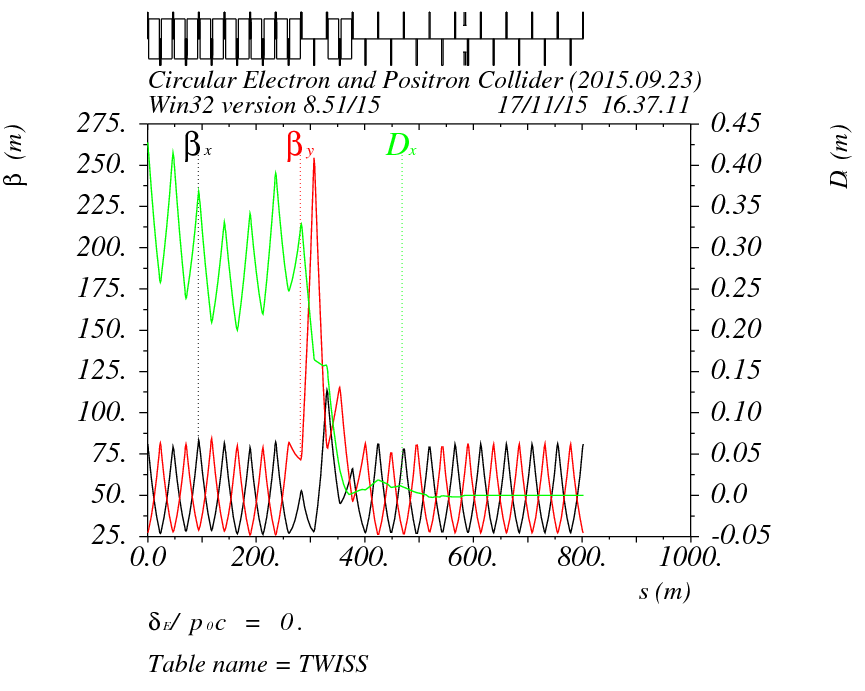 Circular Electron and Positron Collider (2015.09.23)
Win32 version 8.51/15 17/11/15 16.37.11
β (m)
275.
250.
225.
200.
175.
150.
125.
100.
75.
50.
25.
βx βy Dx
0.45
0.40
0.35
0.30
0.25
0.20
0.15
0.10
0.05
0.0
-0.05
Dx (m)
0.0 200. 400. 600. 800. 1000.
s (m)
δE/ p0c = 0.
Table name = TWISS